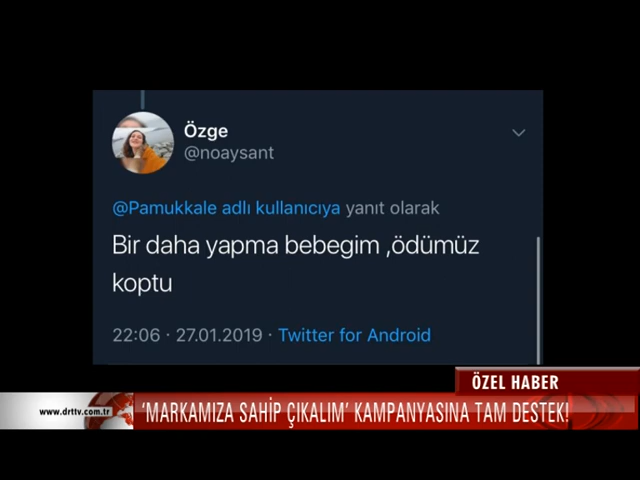 Özge
@noaysant
@Pamukkale adlı kullanıcıya yanıt olarak
Bir daha yapma bebegim ,ödümüz
koptu
22:06 · 27.01.2019 · Twitter for Android
ÖZEL HABER
www.drttv.com.tr
'MARKAMIZA SAHİP ÇIKALIM' KAMPANYASINA TAM DESTEK!